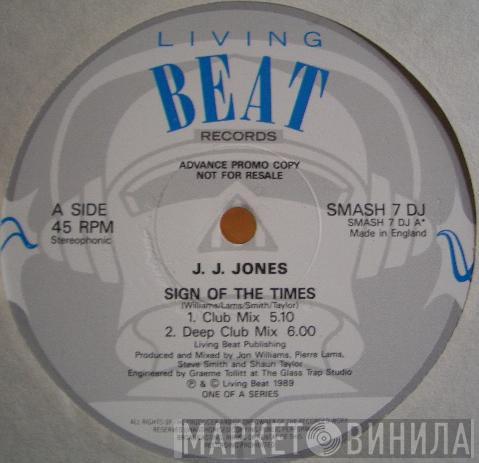 LIVING
BEAT
RECORDS
ADVANCE PROMO COPY
NOT FOR RESALE
A SIDE
45 RPM
Stereophonic
SMASH 7 DJ
SMASH 7 DJ A*
Made in England
J. J. JONES
SIGN OF THE TIMES
(Williams/Lams/Smith/Taylor)
1. Club Mix 5.10
2. Deep Club Mix 6.00
Living Beat Publishing
Produced and Mixed by Jon Williams, Pierre Lams,
Steve Smith and Shaun Taylor
Engineered by Graeme Tollitt at The Glass Trap Studio
℗ & © Living Beat 1989
ONE OF A SERIES
ALL RIGHTS OF
МАРКЕТ ВИНИЛА